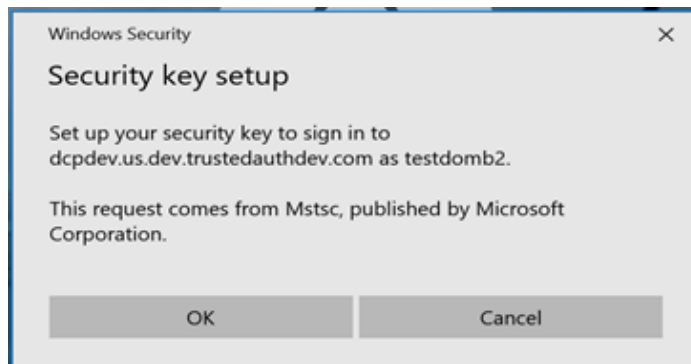 Windows Security
Security key setup
Set up your security key to sign in to
dcpdev.us.dev.trustedauthdev.com as testdomb2.
This request comes from Mstsc, published by Microsoft
Corporation.
OK
Cancel